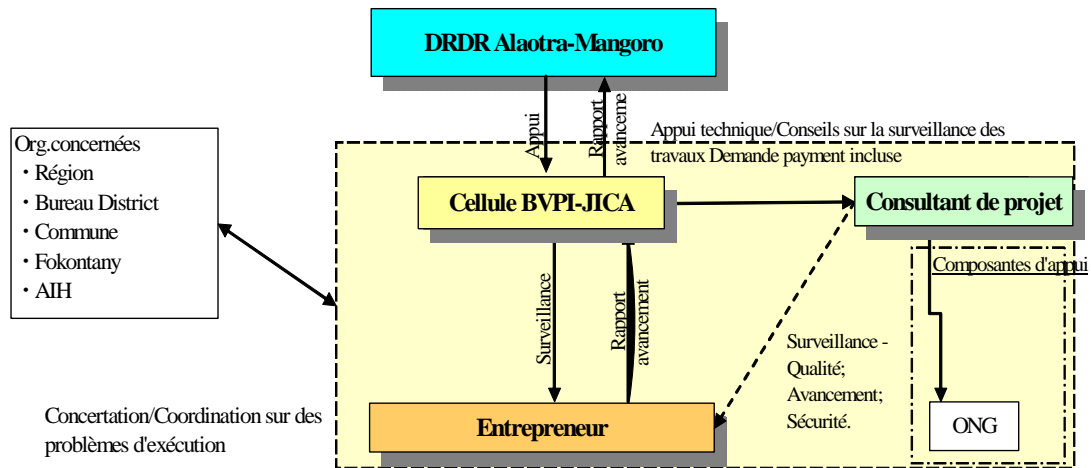 DRDR Alaotra-Mangoro
Appui
Rapport
avanceme
Appui technique/Conseils sur la surveillance des
travaux Demande payment incluse
Org.concernées
・Région
・Bureau District
・Commune
・Fokontany
・AIH
Cellule BVPI-JICA
Consultant de projet
Composantes d'appui
Surveillance
Rapport
avancement
Surveillance -
Qualité;
Avancement;
Sécurité.
Concertation/Coordination sur des
problèmes d'exécution
Entrepreneur
ONG